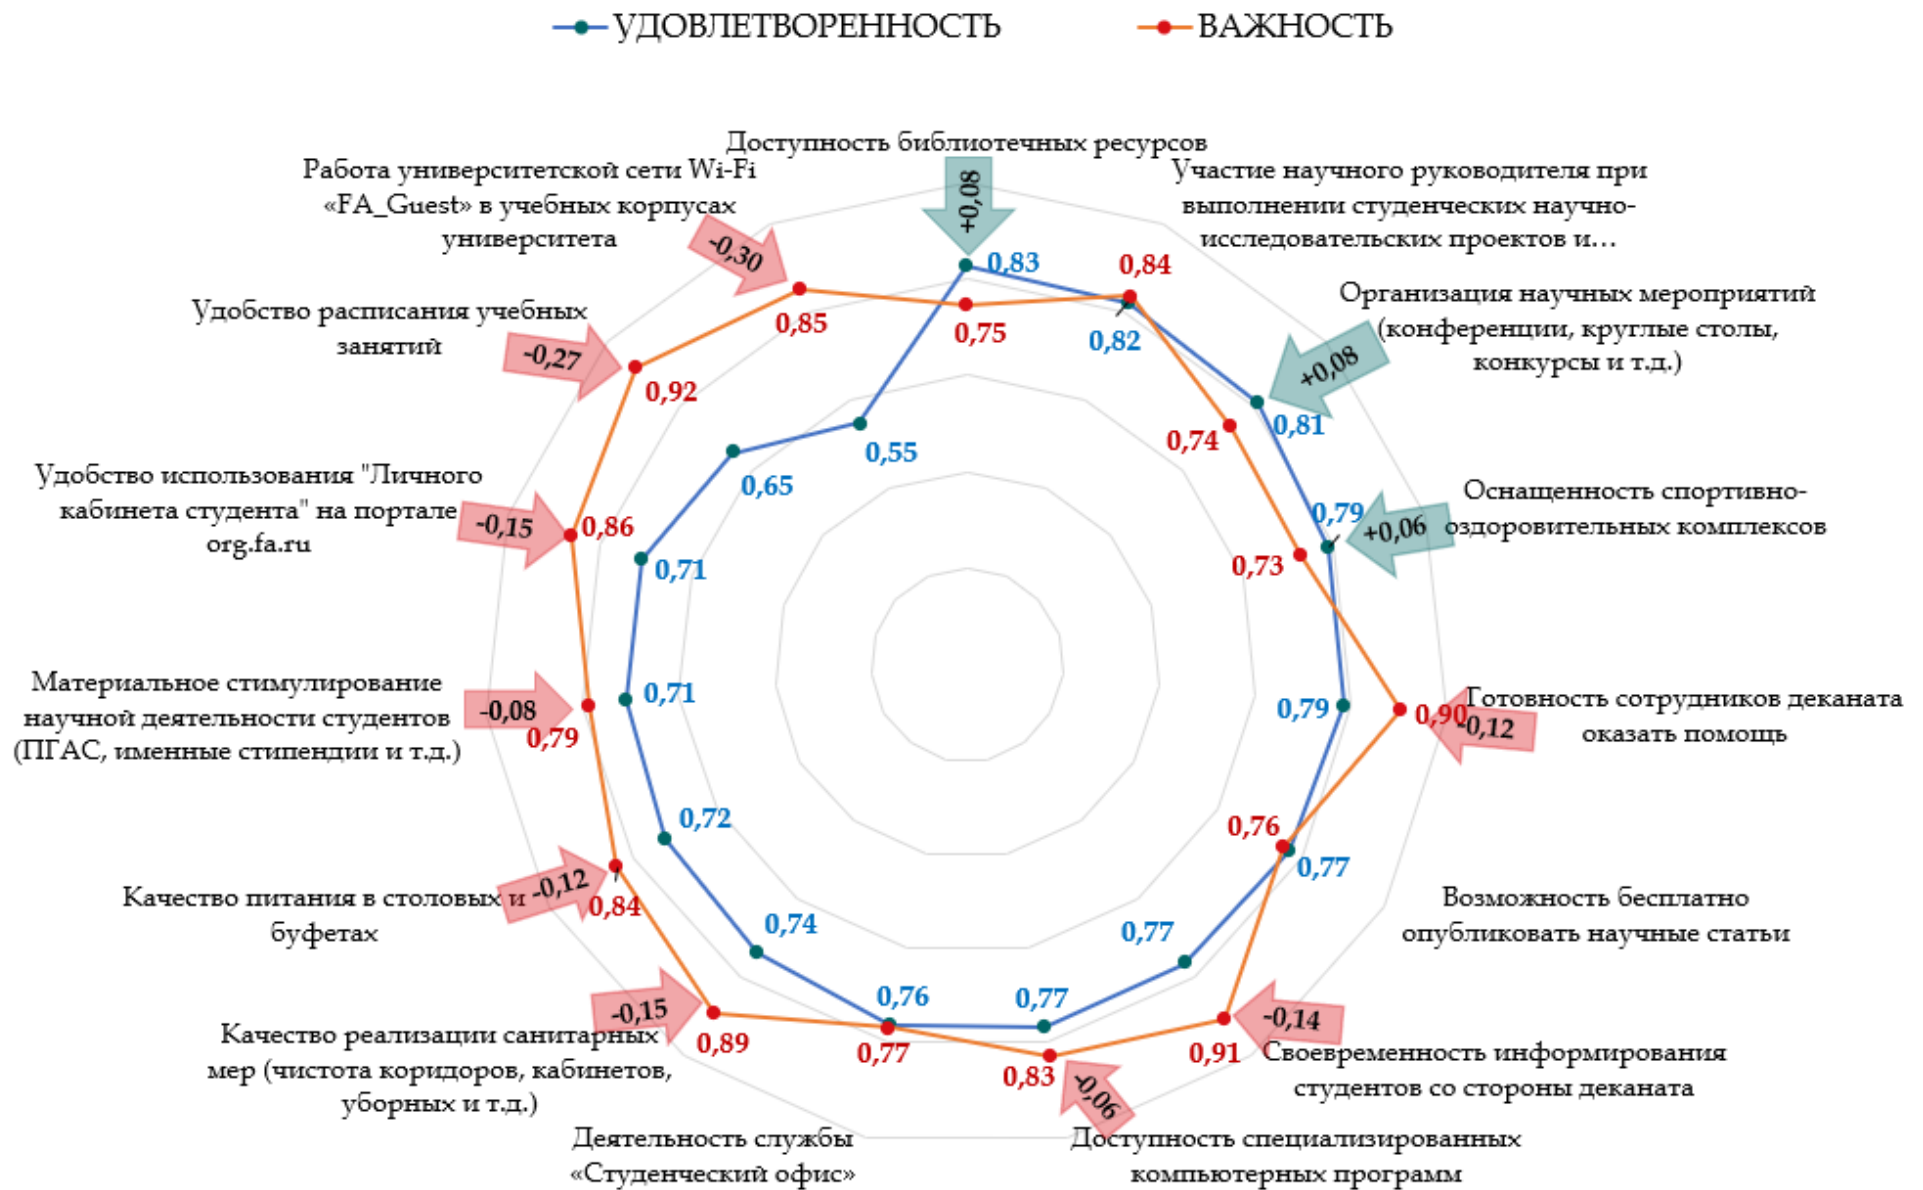 УДОВЛЕТВОРЕННОСТЬ
ВАЖНОСТЬ
Доступность библиотечных ресурсов
+0,08
0,83
0,75
Участие научного руководителя при
выполнении студенческих научно-
исследовательских проектов и...
0,84
0,82
Организация научных мероприятий
(конференции, круглые столы,
конкурсы и т.д.)
+0,08
0,81
0,74
Оснащенность спортивно-
оздоровительных комплексов
+0,06
0,79
0,73
Готовность сотрудников деканата
оказать помощь
-0,12
0,90
0,79
Возможность бесплатно
опубликовать научные статьи
0,76
0,77
Своевременность информирования
студентов со стороны деканата
-0,14
0,91
0,77
Доступность специализированных
компьютерных программ
-0,06
0,83
0,77
Деятельность службы
«Студенческий офис»
0,76
0,77
Качество реализации санитарных
мер (чистота коридоров, кабинетов,
уборных и т.д.)
-0,15
0,89
0,74
Качество питания в столовых и
буфетах
-0,12
0,84
0,72
Материальное стимулирование
научной деятельности студентов
(ПГАС, именные стипендии и т.д.)
-0,08
0,79
0,71
Удобство использования "Личного
кабинета студента" на портале
org.fa.ru
-0,15
0,86
0,71
Удобство расписания учебных
занятий
-0,27
0,92
0,65
Работа университетской сети Wi-Fi
«FA_Guest» в учебных корпусах
университета
-0,30
0,85
0,55